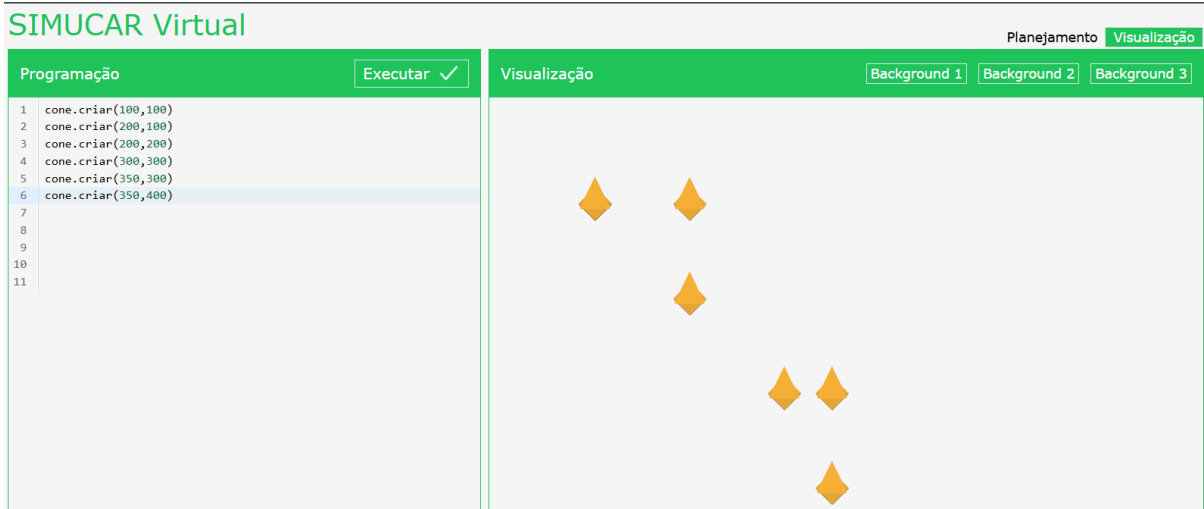 SIMUCAR Virtual
Planejamento Visualização
Programação
Executar
Visualização
Background 1 Background 2 Background 3
1 cone.criar(100,100)
2 cone.criar(200,100)
3 cone.criar(200,200)
4 cone.criar(300,300)
5 cone.criar(350,300)
6 cone.criar(350,400)
7
8
9
10
11